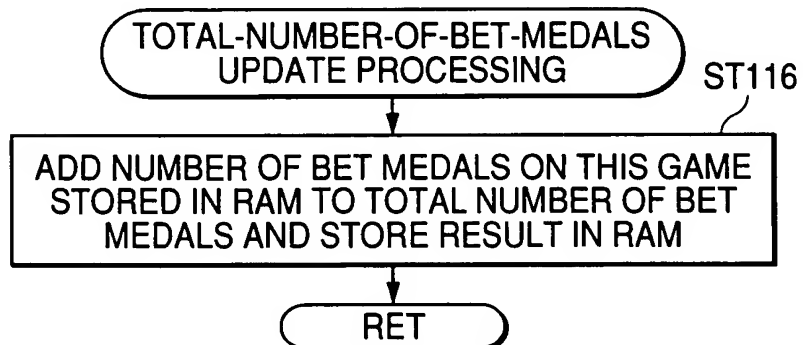 TOTAL-NUMBER-OF-BET-MEDALS
UPDATE PROCESSING
ST116
ADD NUMBER OF BET MEDALS ON THIS GAME
STORED IN RAM TO TOTAL NUMBER OF BET
MEDALS AND STORE RESULT IN RAM
RET